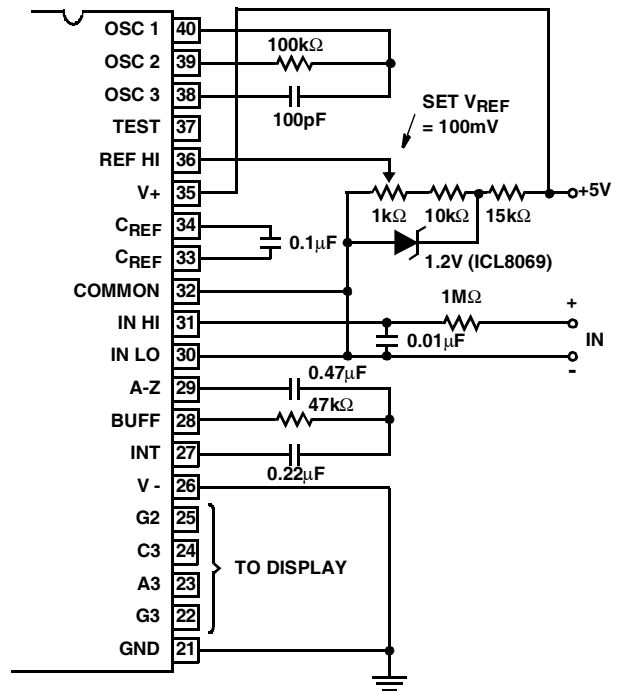 OSC 1 40
100kΩ
OSC 2 39
OSC 3 38
100pF
SET VREF
= 100mV
TEST 37
REF HI 36
V+ 35
+5V
1kΩ 10kΩ 15kΩ
CREF 34
0.1μF
1.2V (ICL8069)
CREF 33
COMMON 32
1MΩ
IN HI 31
+
0.01μF
IN
IN LO 30
-
0.47μF
A-Z 29
47kΩ
BUFF 28
INT 27
0.22μF
V - 26
G2 25
C3 24
TO DISPLAY
A3 23
G3 22
GND 21